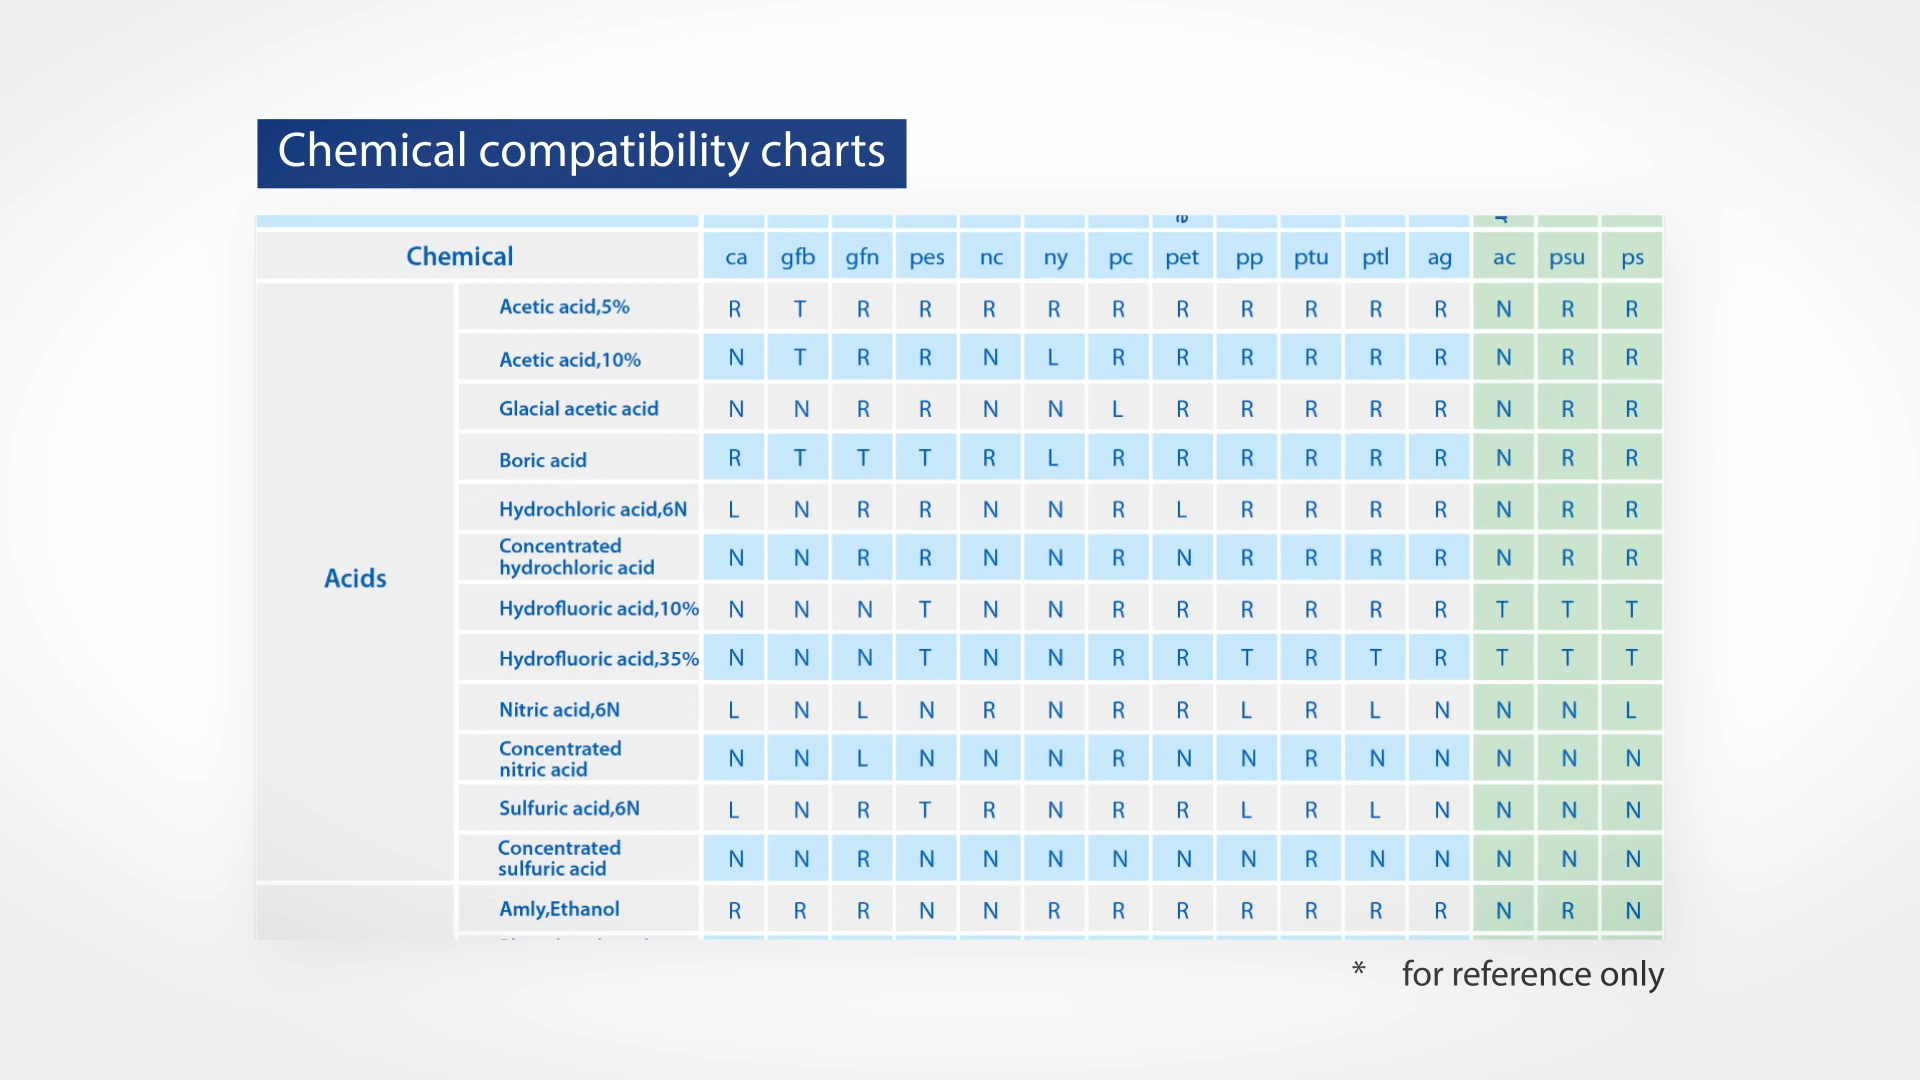 Chemical compatibility charts
Chemical ca gfb gfn pes nc ny pc pet pp ptu ptl ag ac psu ps
Acids
Acetic acid,5% R T R R R R R R R R R R N R R
Acetic acid,10% N T R R N L R R R R R R N R R
Glacial acetic acid N N R R N N L R R R R R N R R
Boric acid R T T T R L R R R R R R N R R
Hydrochloric acid,6N L N R R N N R L R R R R N R R
Concentrated
hydrochloric acid N N R R N N R N R R R R N R R
Hydrofluoric acid,10% N N N T N N R R R R R R T T T
Hydrofluoric acid,35% N N N T N N R R T R T R T T T
Nitric acid,6N L N L N R N R R L R L N N N L
Concentrated
nitric acid N N L N N N R N N R N N N N N
Sulfuric acid,6N L N R T R N R R L R L N N N N
Concentrated
sulfuric acid N N R N N N N N N R N N N N N
Amly,Ethanol R R R N N R R R R R R R N R N
* for reference only